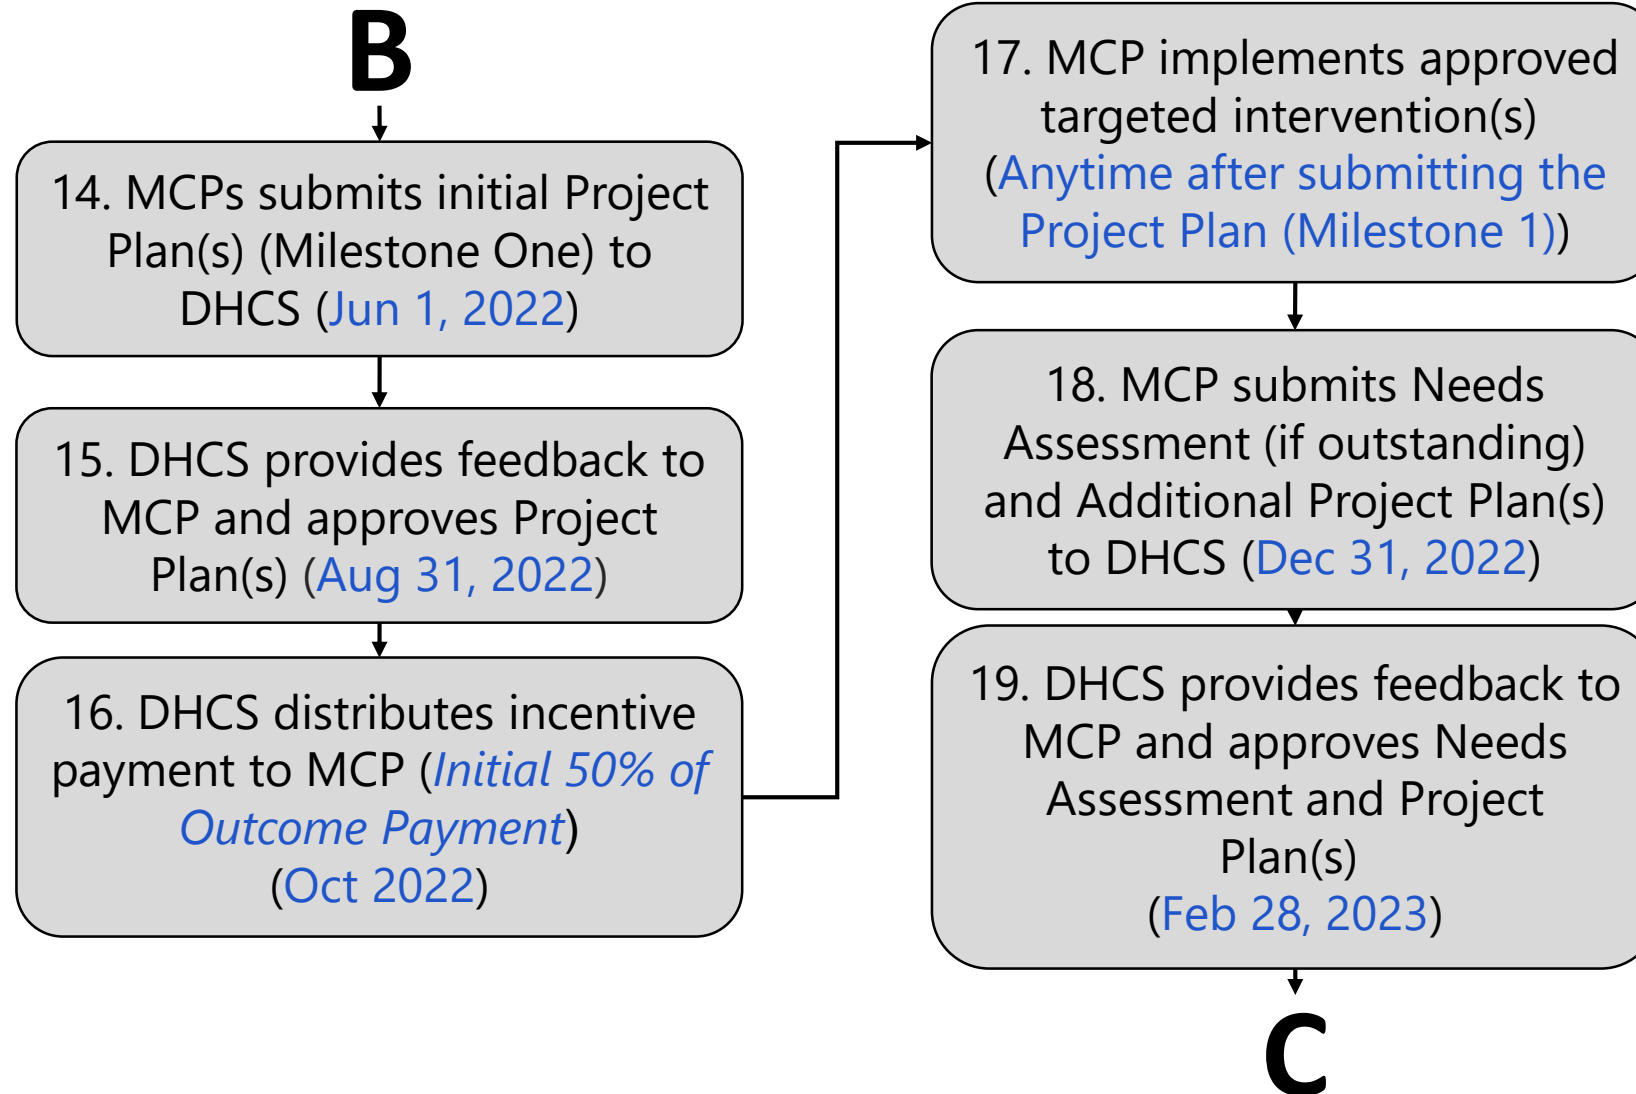 B
14. MCPs submits initial Project
Plan(s) (Milestone One) to
DHCS (Jun 1, 2022)
15. DHCS provides feedback to
MCP and approves Project
Plan(s) (Aug 31, 2022)
16. DHCS distributes incentive
payment to MCP (Initial 50% of
Outcome Payment)
(Oct 2022)
17. MCP implements approved
targeted intervention(s)
(Anytime after submitting the
Project Plan (Milestone 1))
18. MCP submits Needs
Assessment (if outstanding)
and Additional Project Plan(s)
to DHCS (Dec 31, 2022)
19. DHCS provides feedback to
MCP and approves Needs
Assessment and Project
Plan(s)
(Feb 28, 2023)
C